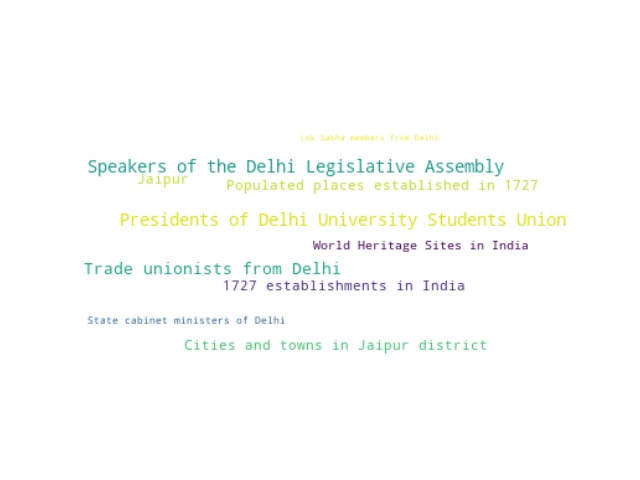 Lok Sabha members from Delhi
Speakers of the Delhi Legislative Assembly
Jaipur
Populated places established in 1727
Presidents of Delhi University Students Union
World Heritage Sites in India
Trade unionists from Delhi
1727 establishments in India
State cabinet ministers of Delhi
Cities and towns in Jaipur district